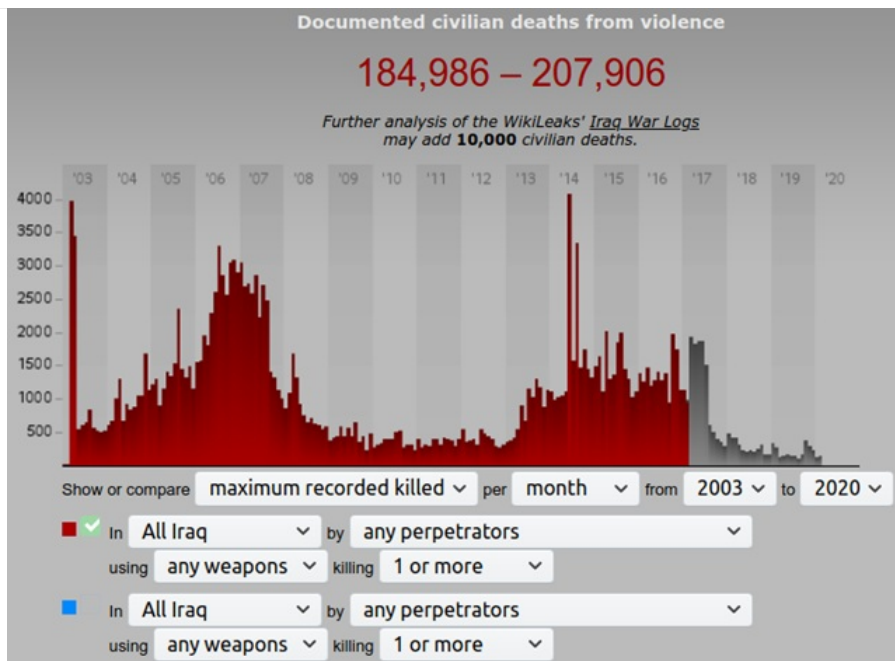 Documented civilian deaths from violence
184,986 – 207,906
Further analysis of the WikiLeaks' Iraq War Logs
may add 10,000 civilian deaths.
'03 '04 '05 '06 '07 '08 '09 '10 '11 '12 '13 '14 '15 '16 '17 '18 '19 '20
4000
3500
3000
2500
2000
1500
1000
500
Show or compare maximum recorded killed per month from 2003 to 2020
In All Iraq by any perpetrators
using any weapons killing 1 or more
In All Iraq by any perpetrators
using any weapons killing 1 or more